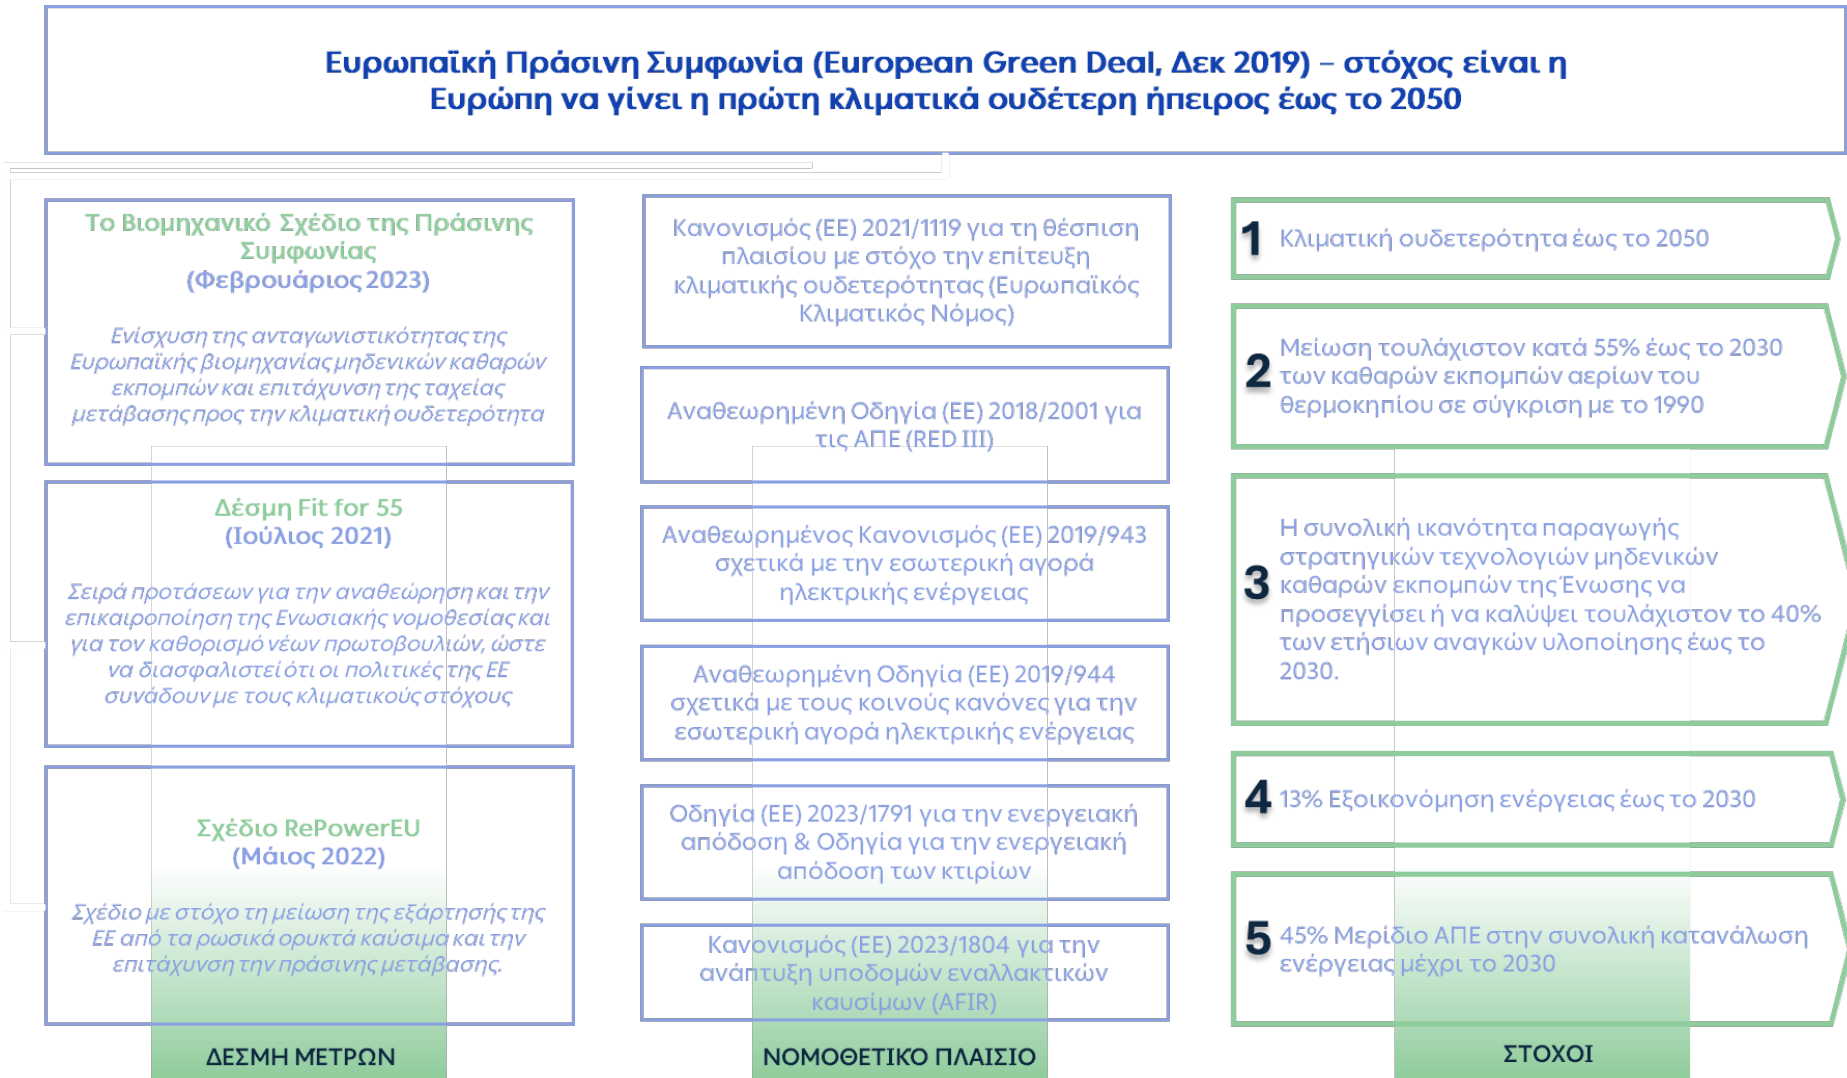 Ευρωπαϊκή Πράσινη Συμφωνία (European Green Deal, Δεκ 2019) – στόχος είναι η
Ευρώπη να γίνει η πρώτη κλιματικά ουδέτερη ήπειρος έως το 2050
Το Βιομηχανικό Σχέδιο της Πράσινης
Συμφωνίας
(Φεβρουάριος 2023)
Ενίσχυση της ανταγωνιστικότητας της
Ευρωπαϊκής βιομηχανίας μηδενικών καθαρών
εκπομπών και επιτάχυνση της ταχείας
μετάβασης προς την κλιματική ουδετερότητα
Δέσμη Fit for 55
(Ιούλιος 2021)
Σειρά προτάσεων για την αναθεώρηση και την
επικαιροποίηση της Ενωσιακής νομοθεσίας και
για τον καθορισμό νέων πρωτοβουλιών, ώστε
να διασφαλιστεί ότι οι πολιτικές της ΕΕ
συνάδουν με τους κλιματικούς στόχους
Σχέδιο RePowerEU
(Μάιος 2022)
Σχέδιο με στόχο τη μείωση της εξάρτησής της
ΕΕ από τα ρωσικά ορυκτά καύσιμα και την
επιτάχυνση την πράσινης μετάβασης.
ΔΕΣΜΗ ΜΕΤΡΩΝ
Κανονισμός (ΕΕ) 2021/1119 για τη θέσπιση
πλαισίου με στόχο την επίτευξη
κλιματικής ουδετερότητας (Ευρωπαϊκός
Κλιματικός Νόμος)
Αναθεωρημένη Οδηγία (ΕΕ) 2018/2001 για
τις ΑΠΕ (RED III)
Αναθεωρημένος Κανονισμός (ΕΕ) 2019/943
σχετικά με την εσωτερική αγορά
ηλεκτρικής ενέργειας
Αναθεωρημένη Οδηγία (ΕΕ) 2019/944
σχετικά με τους κοινούς κανόνες για την
εσωτερική αγορά ηλεκτρικής ενέργειας
Οδηγία (ΕΕ) 2023/1791 για την ενεργειακή
απόδοση & Οδηγία για την ενεργειακή
απόδοση των κτιρίων
Κανονισμός (ΕΕ) 2023/1804 για την
ανάπτυξη υποδομών εναλλακτικών
καυσίμων (AFIR)
ΝΟΜΟΘΕΤΙΚΟ ΠΛΑΙΣΙΟ
1 Κλιματική ουδετερότητα έως το 2050
2 Μείωση τουλάχιστον κατά 55% έως το 2030
των καθαρών εκπομπών αερίων του
θερμοκηπίου σε σύγκριση με το 1990
3 Η συνολική ικανότητα παραγωγής
στρατηγικών τεχνολογιών μηδενικών
καθαρών εκπομπών της Ένωσης να
προσεγγίσει ή να καλύψει τουλάχιστον το 40%
των ετήσιων αναγκών υλοποίησης έως το
2030.
4 13% Εξοικονόμηση ενέργειας έως το 2030
5 45% Μερίδιο ΑΠΕ στην συνολική κατανάλωση
ενέργειας μέχρι το 2030
ΣΤΟΧΟΙ